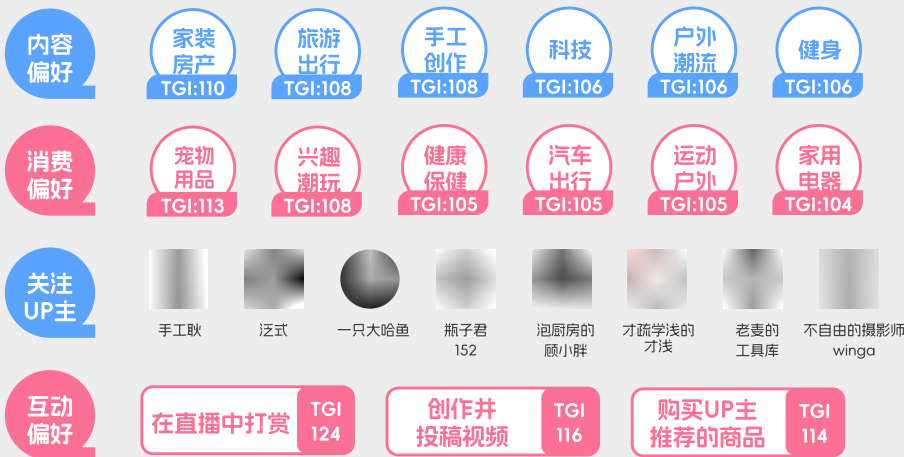 内容
偏好
家装
房产
TGI:110
旅游
出行
TGI:108
手工
创作
TGI:108
科技
TGI:106
户外
潮流
TGI:106
健身
TGI:106
消费
偏好
宠物
用品
TGI:113
兴趣
潮玩
TGI:108
健康
保健
TGI:105
汽车
出行
TGI:105
运动
户外
TGI:105
家用
电器
TGI:104
关注
UP主
手工耿
泛式
一只大哈鱼
瓶子君
152
泡厨房的
顾小胖
才疏学浅的
才浅
老麦的
工具库
不自由的摄影师
winga
互动
偏好
在直播中打赏
TGI
124
创作并
投稿视频
TGI
116
购买UP主
推荐的商品
TGI
114